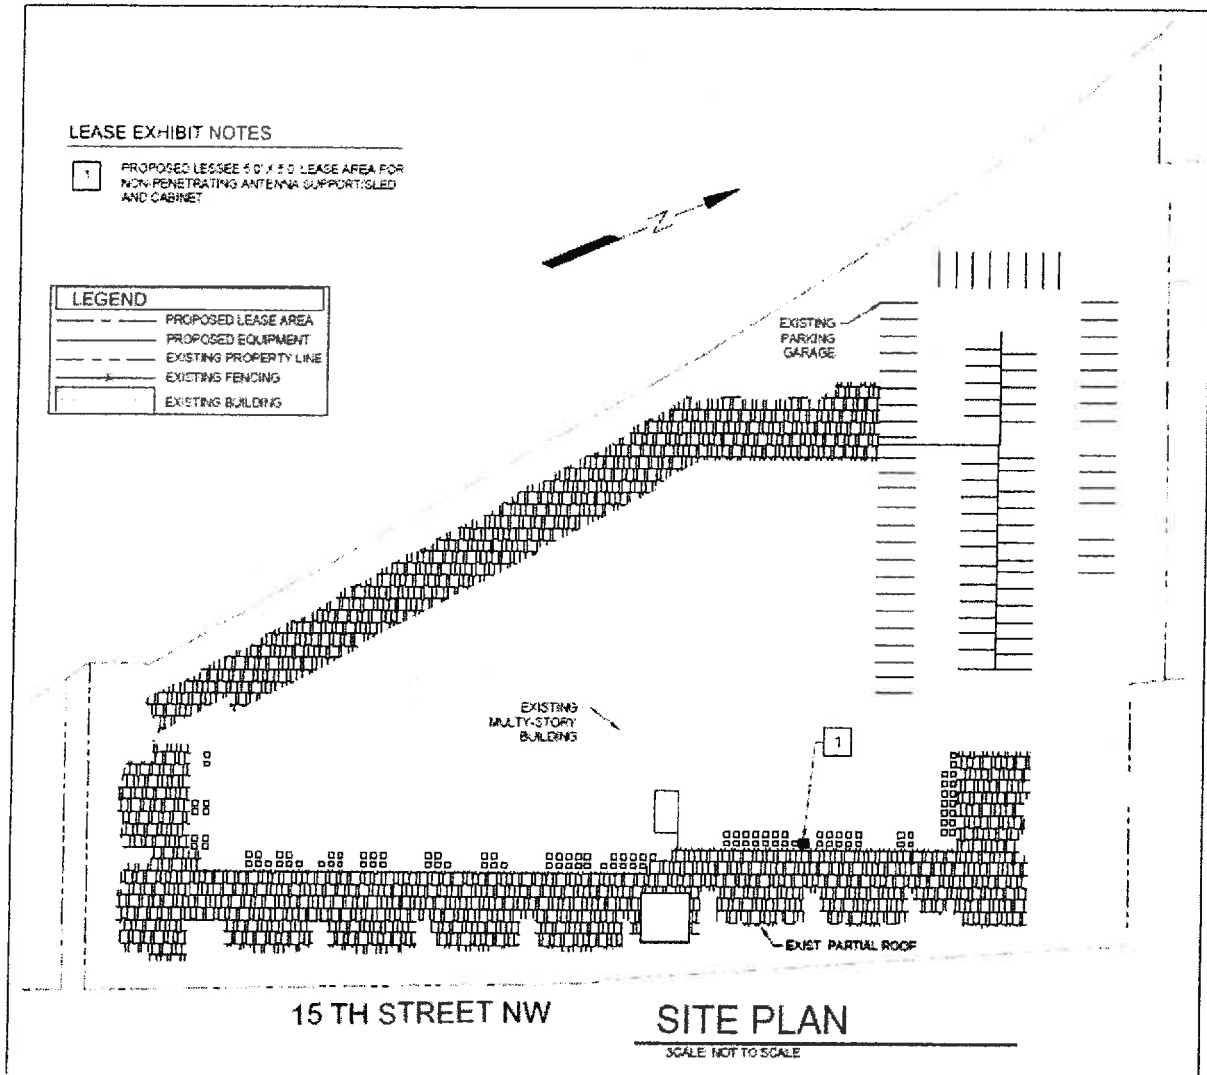 LEASE EXHIBIT NOTES
1
PROPOSED LESSEE 5.0' X 5.0' LEASE AREA FOR
NON-PENETRATING ANTENNA SUPPORT/SLED
AND CABINET
Z
LEGEND
PROPOSED LEASE AREA
PROPOSED EQUIPMENT
EXISTING PROPERTY LINE
EXISTING FENCING
EXISTING BUILDING
EXISTING
PARKING
GARAGE
EXISTING
MULTY-STORY
BUILDING
1
EXIST. PARTIAL ROOF
15 TH STREET NW
SITE PLAN
SCALE: NOT TO SCALE